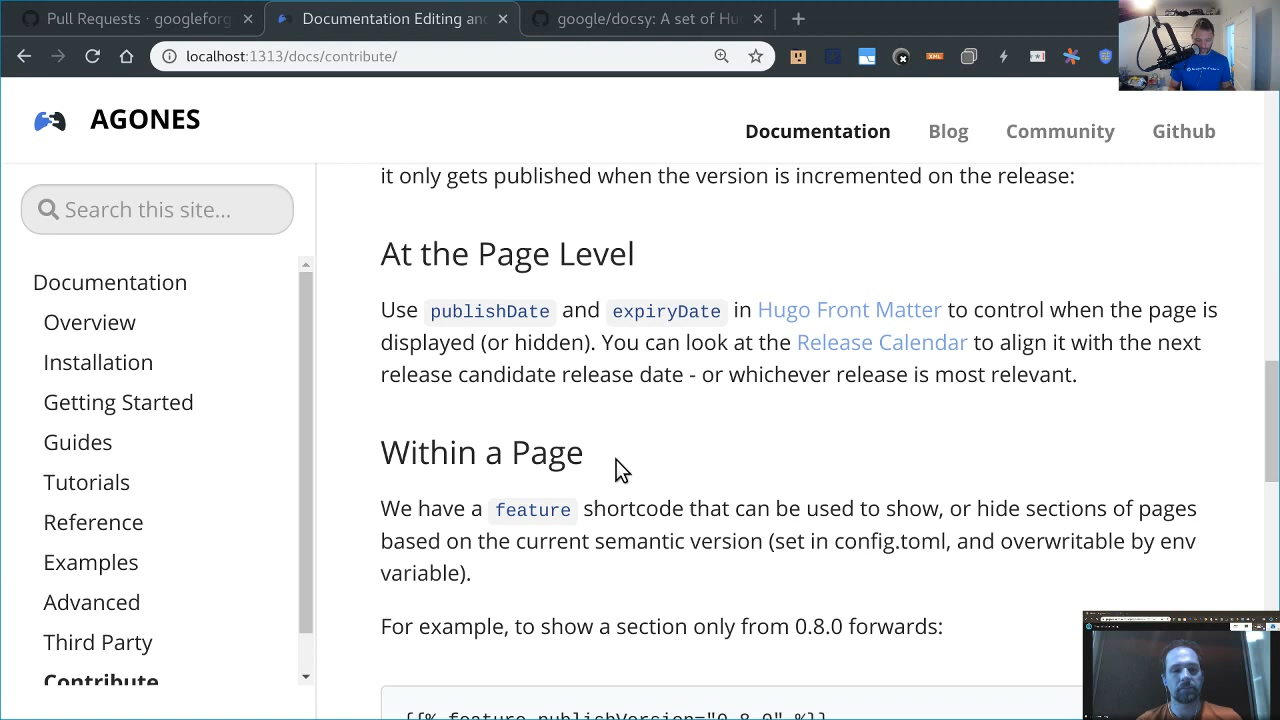 Pull Requests · googleforg
Documentation Editing and
google/docsy: A set of Hu
localhost:1313/docs/contribute/
AGONES
Documentation
Blog
Community
Github
Search this site...
Documentation
Overview
Installation
Getting Started
Guides
Tutorials
Reference
Examples
Advanced
Third Party
Contribute
it only gets published when the version is incremented on the release:
At the Page Level
Use publishDate and expiryDate in Hugo Front Matter to control when the page is
displayed (or hidden). You can look at the Release Calendar to align it with the next
release candidate release date - or whichever release is most relevant.
Within a Page
We have a feature shortcode that can be used to show, or hide sections of pages
based on the current semantic version (set in config.toml, and overwritable by env
variable).
For example, to show a section only from 0.8.0 forwards:
{{% feature publishVersion="0.8.0" %}}